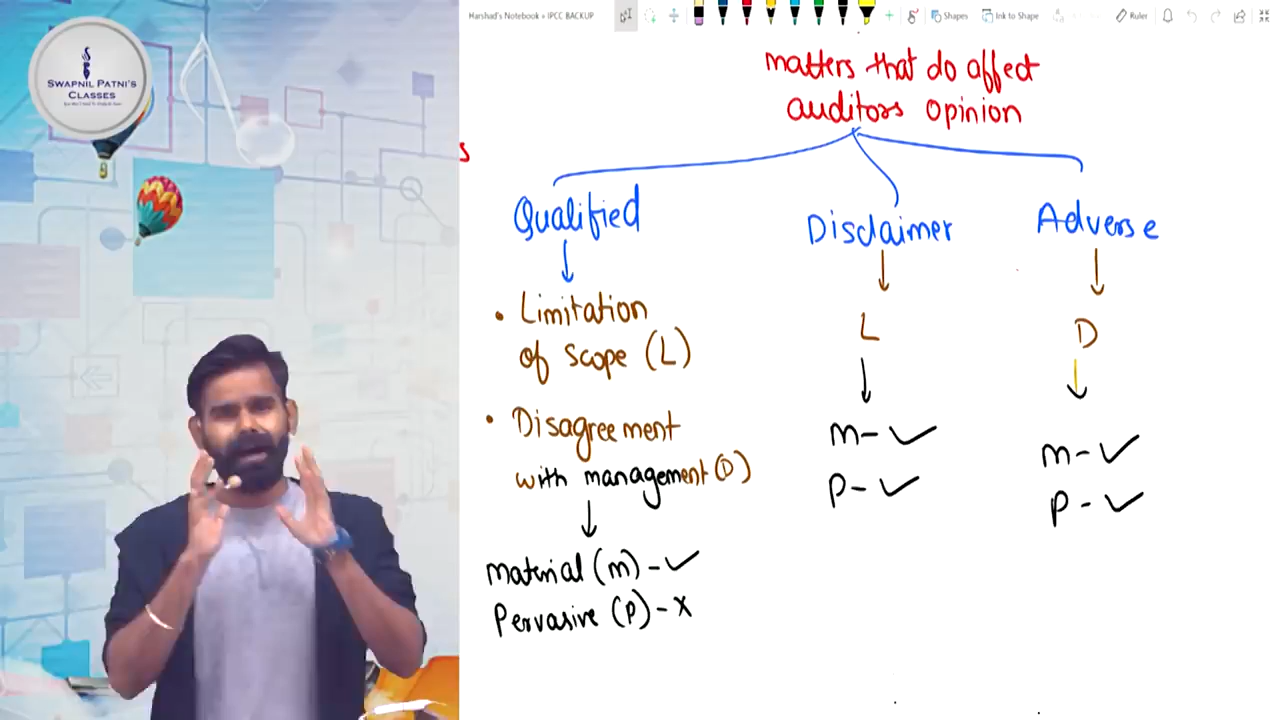 SWAPNIL PATNI'S
CLASSES
Harshad's Notebook » IPCC BACKUP
Shapes
Ink to Shape
Ruler
matters that do affect
auditors opinion
s
Qualified
Disclaimer
Adverse
• Limitation
of scope (L)
• Disagreement
with management (D)
Material (m) - ✓
Pervasive (p) - x
L
m - ✓
p - ✓
D
m - ✓
p - ✓